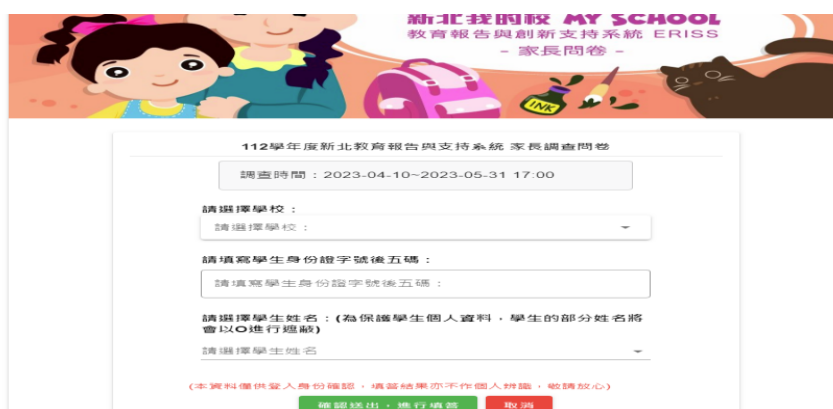 新北我的校 MY SCHOOL
教育報告與創新支持系統 ERISS
- 家長問卷 -
INK
112學年度新北教育報告與支持系統 家長調查問卷
調查時間：2023-04-10~2023-05-31 17:00
請選擇學校：
請選擇學校：
請填寫學生身份證字號後五碼：
請填寫學生身份證字號後五碼：
請選擇學生姓名：(為保護學生個人資料，學生的部分姓名將
會以O進行遮蔽)
請選擇學生姓名
(本資料僅供登入身份確認，填答結果亦不作個人辨識，敬請放心)
確認送出，進行填答
取消